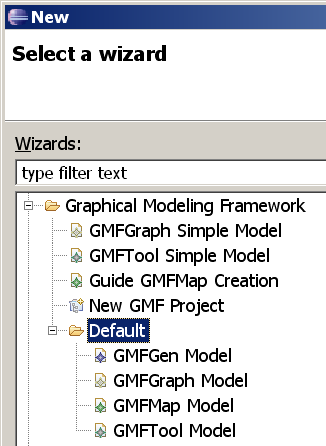 New
Select a wizard
Wizards:
type filter text
Graphical Modeling Framework
GMFGraph Simple Model
GMFTool Simple Model
Guide GMFMap Creation
New GMF Project
Default
GMFGen Model
GMFGraph Model
GMFMap Model
GMFTool Model